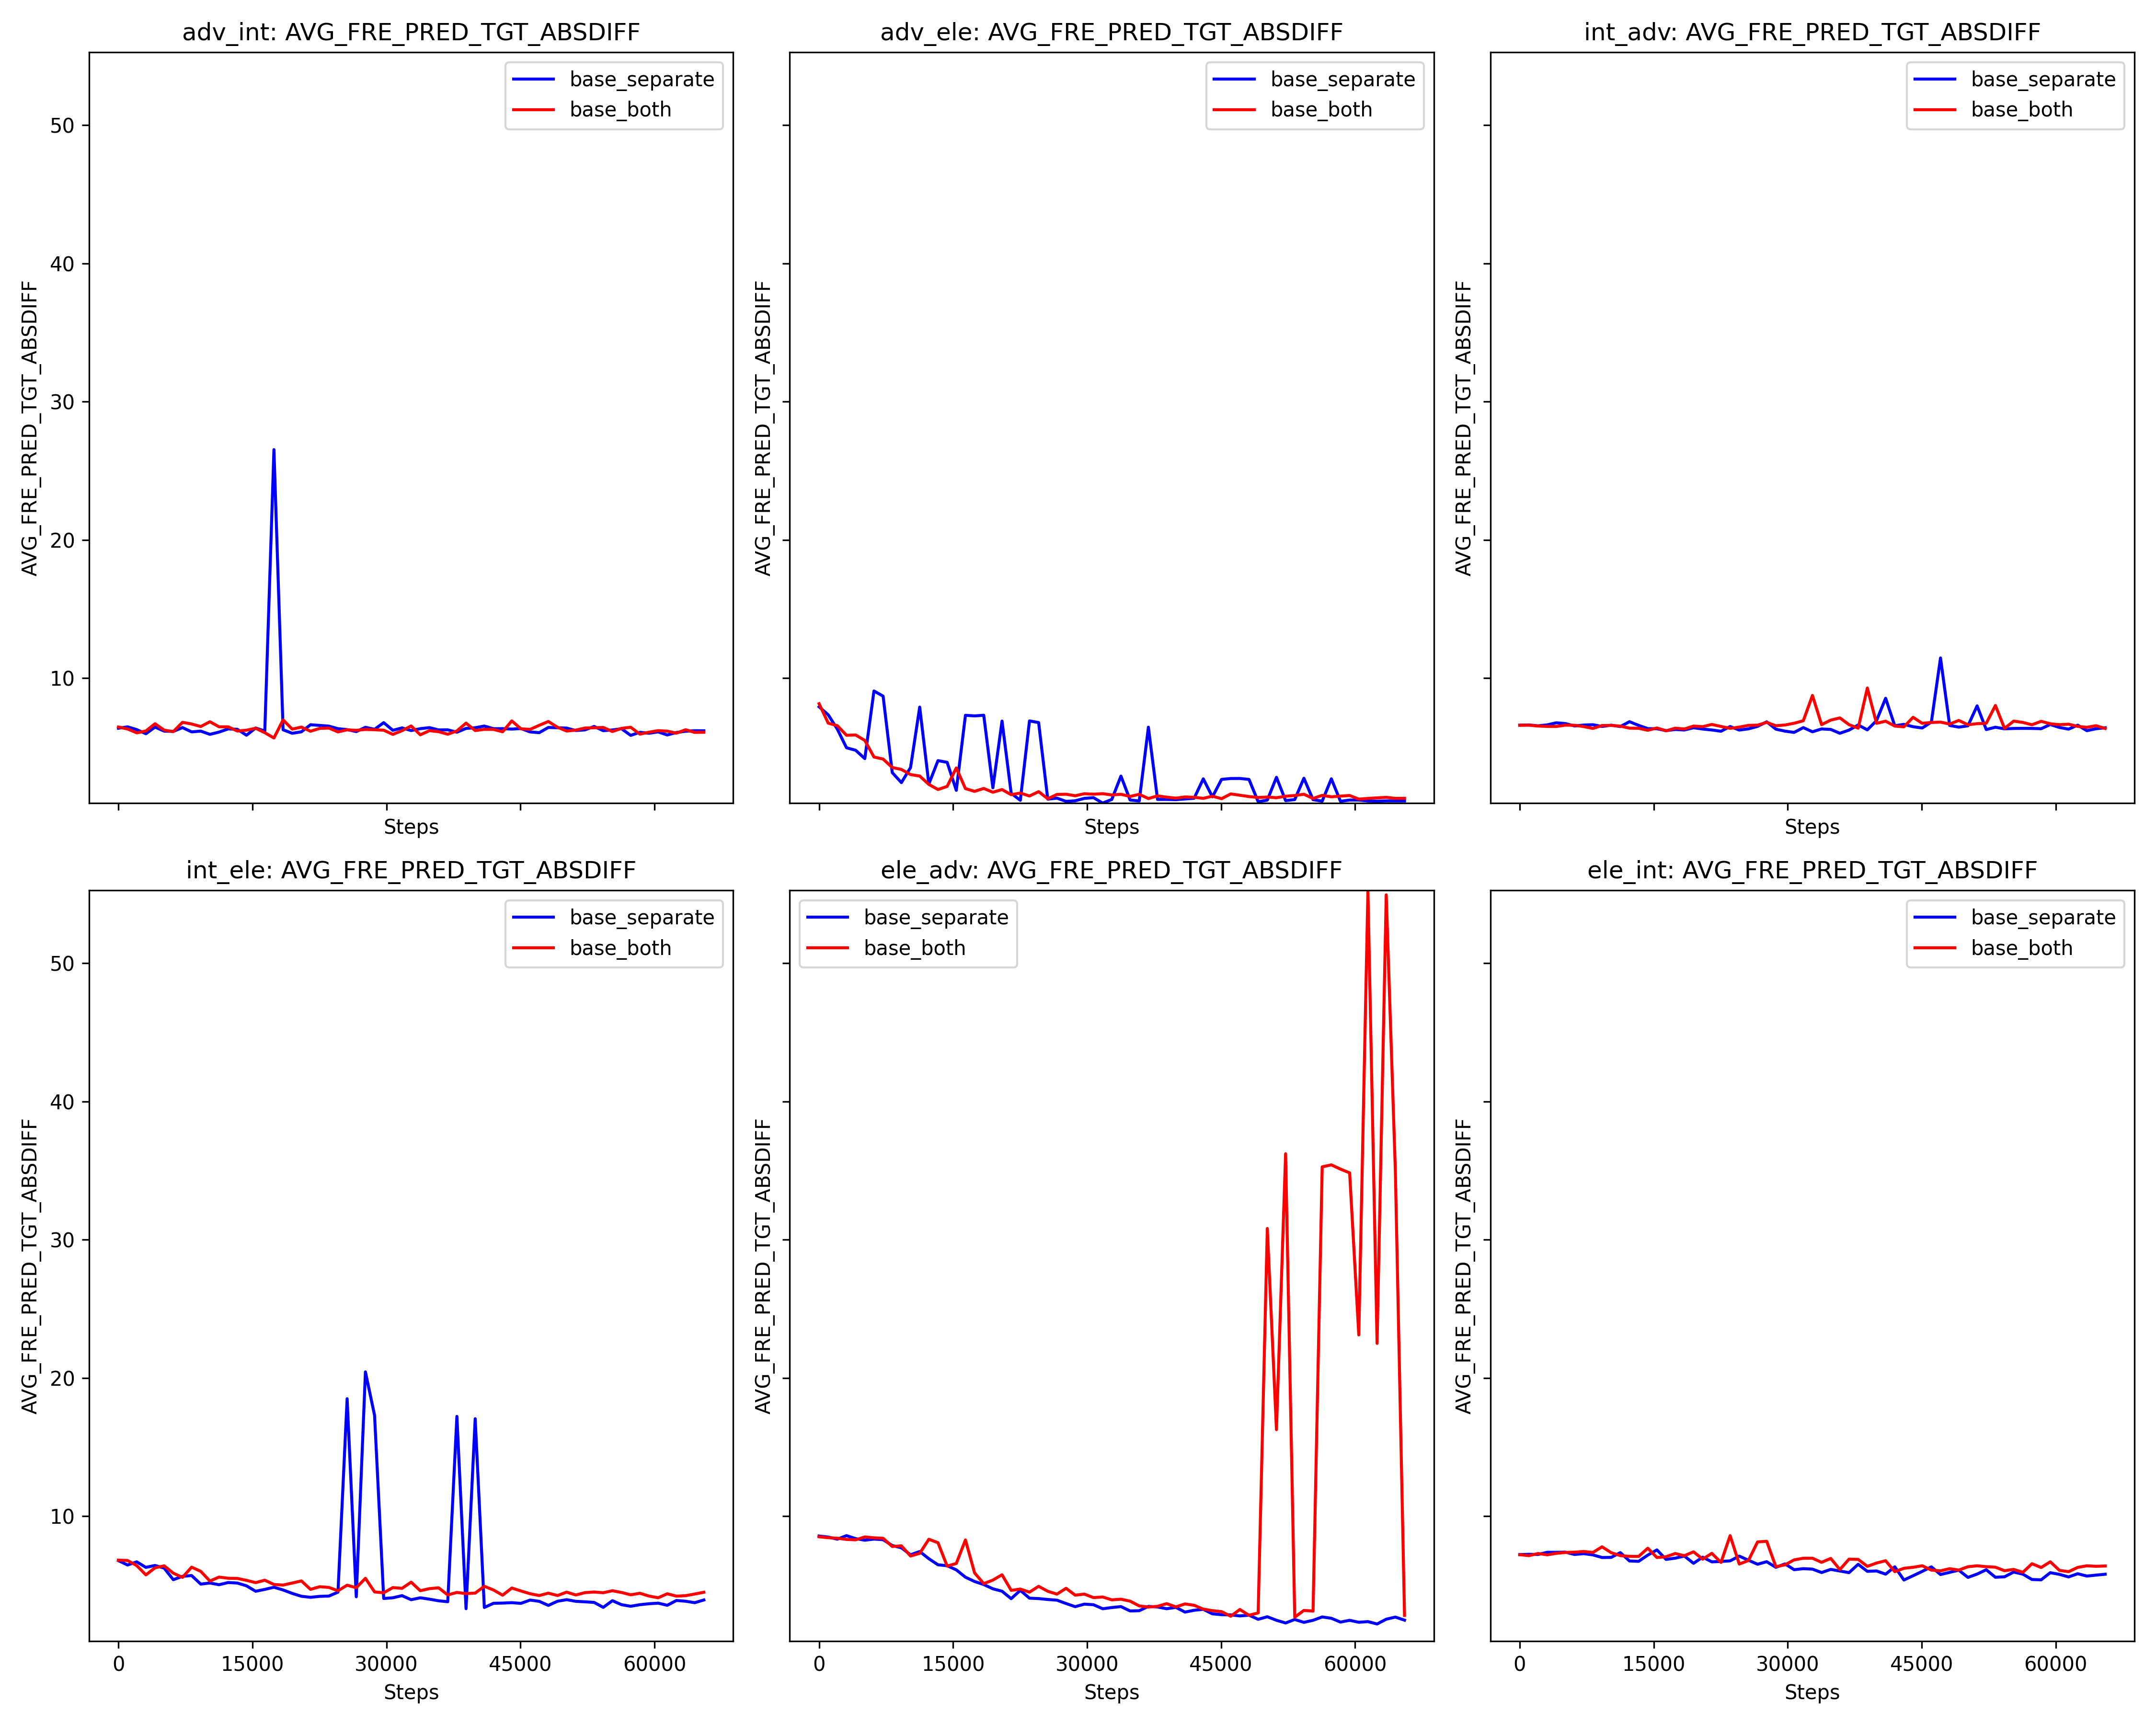 adv_int: AVG_FRE_PRED_TGT_ABSDIFF
base_separate
base_both
50
40
30
20
10
AVG_FRE_PRED_TGT_ABSDIFF
Steps
adv_ele: AVG_FRE_PRED_TGT_ABSDIFF
base_separate
base_both
AVG_FRE_PRED_TGT_ABSDIFF
Steps
int_adv: AVG_FRE_PRED_TGT_ABSDIFF
base_separate
base_both
AVG_FRE_PRED_TGT_ABSDIFF
Steps
int_ele: AVG_FRE_PRED_TGT_ABSDIFF
base_separate
base_both
50
40
30
20
10
AVG_FRE_PRED_TGT_ABSDIFF
0 15000 30000 45000 60000
Steps
ele_adv: AVG_FRE_PRED_TGT_ABSDIFF
base_separate
base_both
AVG_FRE_PRED_TGT_ABSDIFF
0 15000 30000 45000 60000
Steps
ele_int: AVG_FRE_PRED_TGT_ABSDIFF
base_separate
base_both
AVG_FRE_PRED_TGT_ABSDIFF
0 15000 30000 45000 60000
Steps